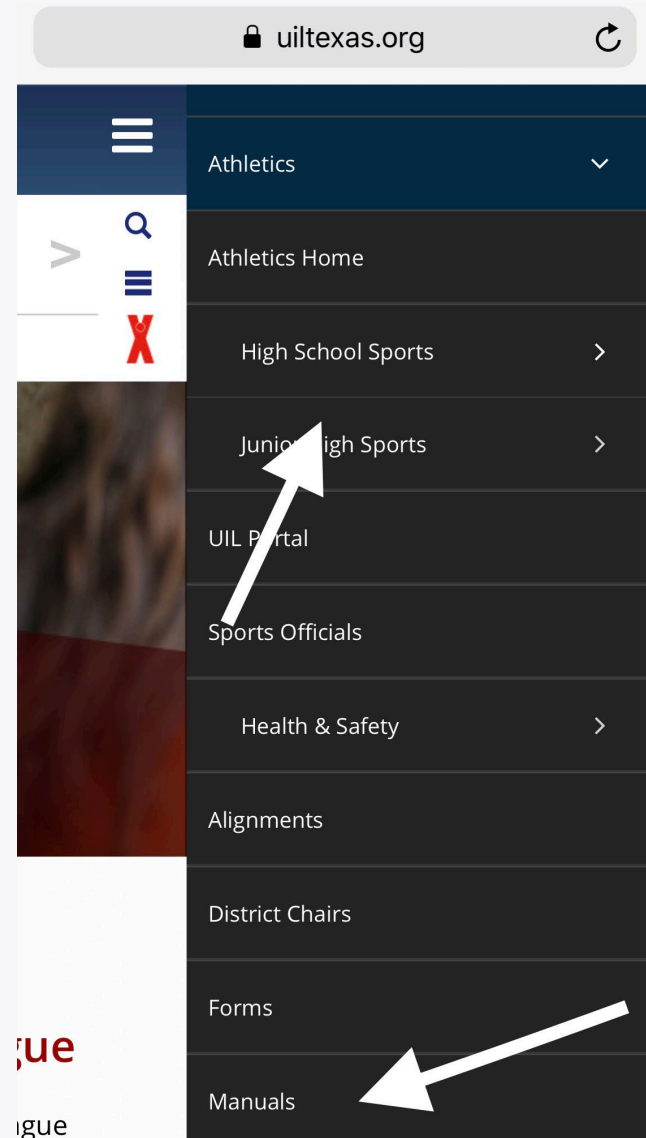 uiltexas.org
Athletics
Athletics Home
High School Sports
Junior High Sports
UIL Portal
Sports Officials
Health & Safety
Alignments
District Chairs
Forms
gue
Manuals
ague